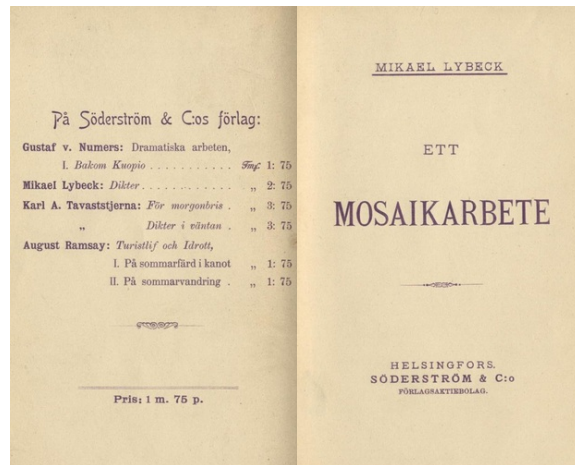 På Söderström & C:os förlag:
Gustaf v. Numers: Dramatiska arbeten,
I. Bakom Kuopio . . . . . . . . . . . Fmf. 1: 75
Mikael Lybeck: Dikter . . . . . . . . . . . „ 2: 75
Karl A. Tavaststjerna: För morgonbris . „ 3: 75
„ Dikter i väntan . „ 3: 75
August Ramsay: Turistlif och Idrott,
I. På sommarfärd i kanot „ 1: 75
II. På sommarvandring . „ 1: 75
Pris: 1 m. 75 p.
MIKAEL LYBECK
ETT
MOSAIKARBETE
HELSINGFORS.
SÖDERSTRÖM & C:o
FÖRLAGSAKTIEBOLAG.